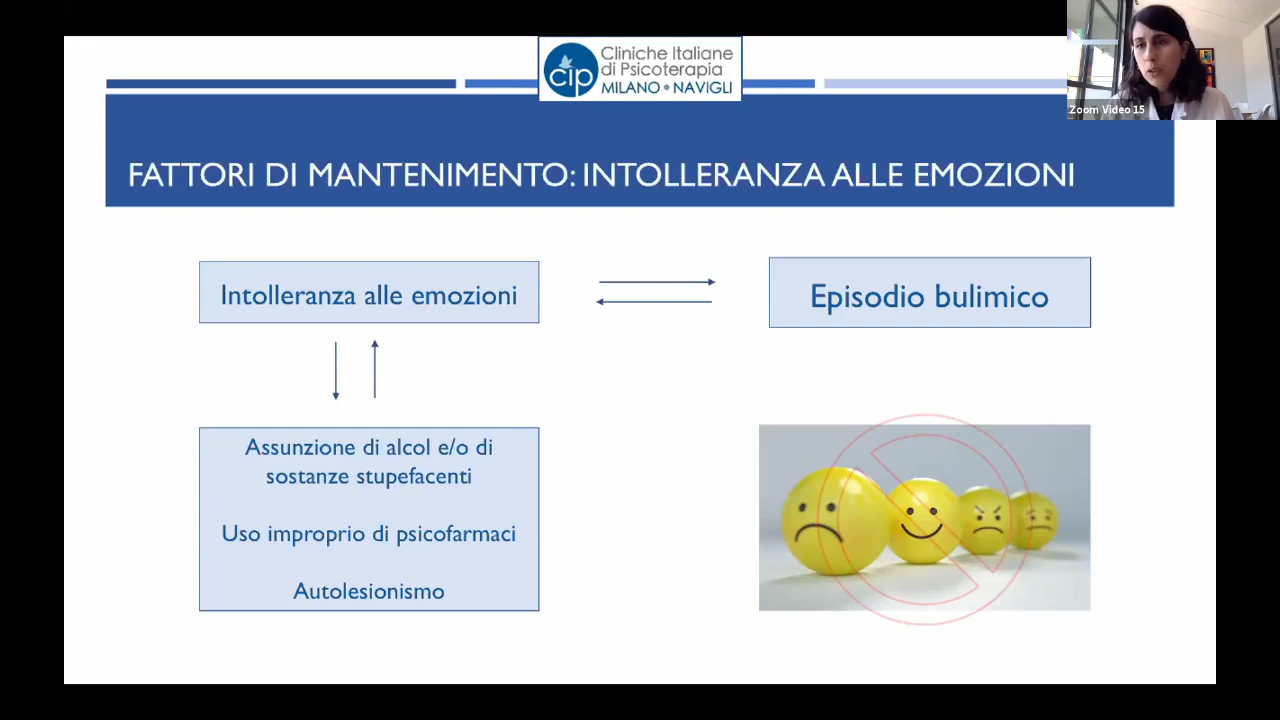 Cliniche Italiane
di Psicoterapia
cip
MILANO • NAVIGLI
Zoom Video 15
FATTORI DI MANTENIMENTO: INTOLLERANZA ALLE EMOZIONI
Intolleranza alle emozioni
Episodio bulimico
Assunzione di alcol e/o di
sostanze stupefacenti
Uso improprio di psicofarmaci
Autolesionismo